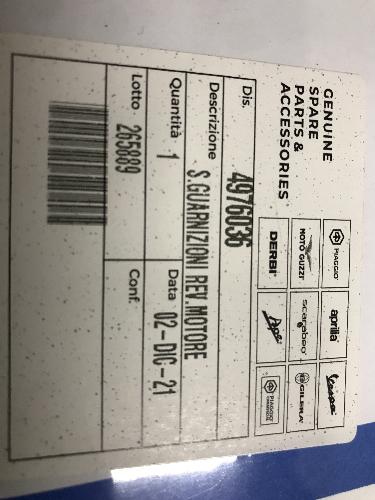 GENUINE
SPARE
PARTS &
ACCESSORIES
PIAGGIO
aprilia
vespa
MOTO GUZZI
scarabeo
GILERA
DERBI
Ape
PIAGGIO
Dis. 4976036
Descrizione S.GUARNIZIONI REV.MOTORE
Quantità 1 Data 02-DIC-21
Lotto 265889 Conf.